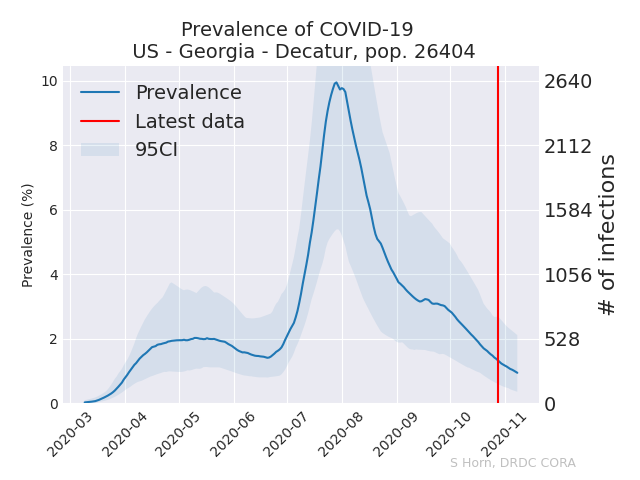 Prevalence of COVID-19
US - Georgia - Decatur, pop. 26404
Prevalence
Latest data
95CI
Prevalence (%)
10
8
6
4
2
0
2640
2112
1584
1056
528
0
# of infections
2020-03
2020-04
2020-05
2020-06
2020-07
2020-08
2020-09
2020-10
2020-11
S Horn, DRDC CORA